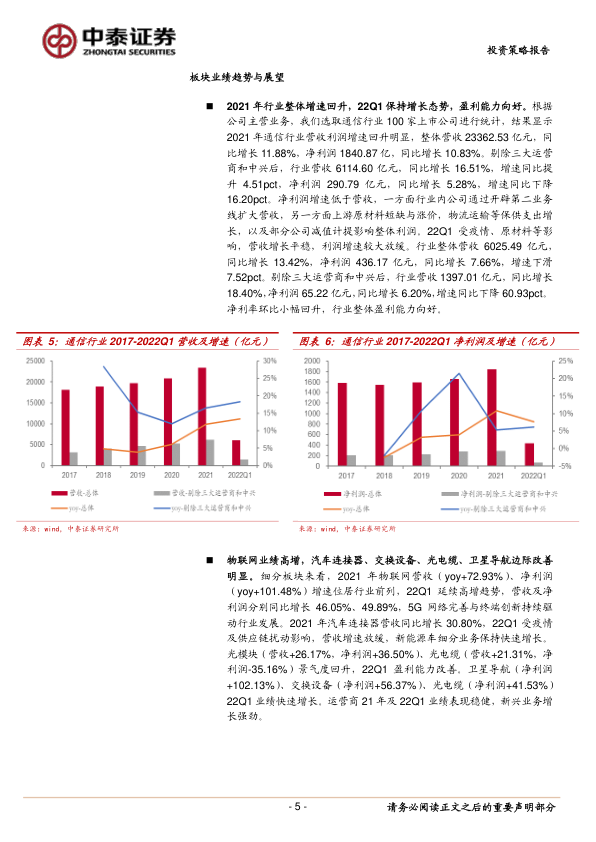 中泰证券
ZHONGTAI SECURITIES
投资策略报告
板块业绩趋势与展望
■ 2021 年行业整体增速回升，22Q1 保持增长态势，盈利能力向好。根据
公司主营业务，我们选取通信行业 100 家上市公司进行统计，结果显示
2021 年通信行业营收利润增速回升明显，整体营收 23362.53 亿元，同
比增长 11.88%，净利润 1840.87 亿，同比增长 10.83%。剔除三大运营
商和中兴后，行业营收 6114.60 亿元，同比增长 16.51%，增速同比提
升 4.51pct，净利润 290.79 亿元，同比增长 5.28%，增速同比下降
16.20pct。净利润增速低于营收，一方面行业内公司通过开辟第二业务
线扩大营收，另一方面上游原材料短缺与涨价，物流运输等保供支出增
长，以及部分公司减值计提影响整体利润。22Q1 受疫情、原材料等影
响，营收增长平稳，利润增速较大放缓。行业整体营收 6025.49 亿元，
同比增长 13.42%，净利润 436.17 亿元，同比增长 7.66%，增速下滑
7.52pct。剔除三大运营商和中兴后，行业营收1397.01 亿元，同比增长
18.40%，净利润 65.22 亿元，同比增长 6.20%，增速同比下降 60.93pct。
净利率环比小幅回升，行业整体盈利能力向好。
图表 5：通信行业 2017-2022Q1 营收及增速（亿元）
25000
20000
15000
10000
5000
0
30%
25%
20%
15%
10%
5%
0%
2017 2018 2019 2020 2021 2022Q1
营收-总体 营收-剔除三大运营商和中兴
yoy-总体 yoy-剔除三大运营商和中兴
来源：wind，中泰证券研究所
图表 6：通信行业 2017-2022Q1 净利润及增速（亿元）
2000
1800
1600
1400
1200
1000
800
600
400
200
0
25%
20%
15%
10%
5%
0%
-5%
2017 2018 2019 2020 2021 2022Q1
净利润-总体 净利润-剔除三大运营商和中兴
yoy-总体 yoy-剔除三大运营商和中兴
来源：wind，中泰证券研究所
■ 物联网业绩高增，汽车连接器、交换设备、光电缆、卫星导航边际改善
明显。细分板块来看，2021 年物联网营收（yoy+72.93%）、净利润
（yoy+101.48%）增速位居行业前列，22Q1 延续高增趋势，营收及净
利润分别同比增长 46.05%、49.89%，5G 网络完善与终端创新持续驱
动行业发展。2021 年汽车连接器营收同比增长 30.80%，22Q1 受疫情
及供应链扰动影响，营收增速放缓，新能源车细分业务保持快速增长。
光模块（营收+26.17%，净利润+36.50%）、光电缆（营收+21.31%，净
利润-35.16%）景气度回升，22Q1 盈利能力改善。卫星导航（净利润
+102.13%）、交换设备（净利润+56.37%）、光电缆（净利润+41.53%）
22Q1 业绩快速增长。运营商 21 年及 22Q1 业绩表现稳健，新兴业务增
长强劲。
- 5 -
请务必阅读正文之后的重要声明部分